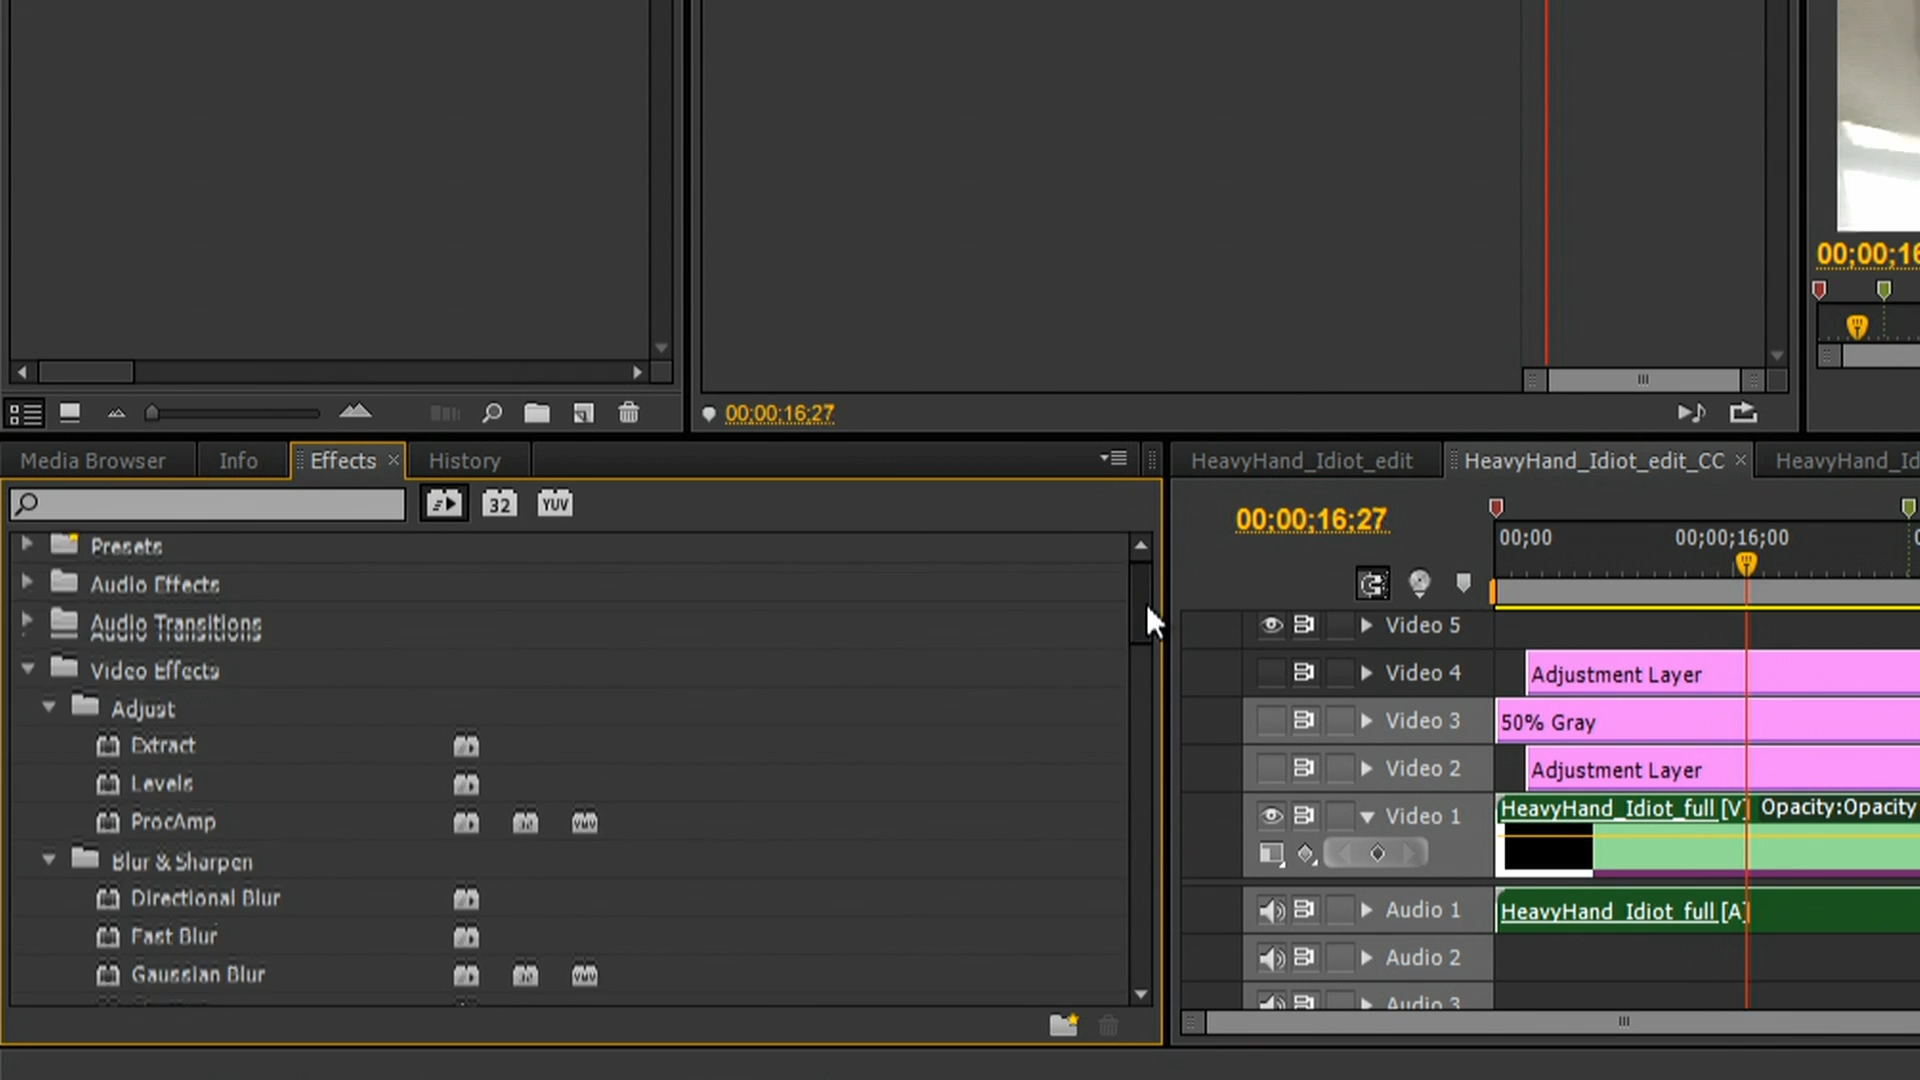 00;00;16
00;00;16;27
Media Browser
Info
Effects
History
HeavyHand_Idiot_edit
HeavyHand_Idiot_edit_CC
HeavyHand_Id
32
YUV
00;00;16;27
00;00
00;00;16;00
Presets
Audio Effects
Audio Transitions
Video Effects
Adjust
Extract
Levels
ProcAmp
Blur & Sharpen
Directional Blur
Fast Blur
Gaussian Blur
Video 5
Video 4
Adjustment Layer
Video 3
50% Gray
Video 2
Adjustment Layer
Video 1
HeavyHand_Idiot_full [V]
Opacity:Opacity
Audio 1
HeavyHand_Idiot_full [A]
Audio 2
Audio 3